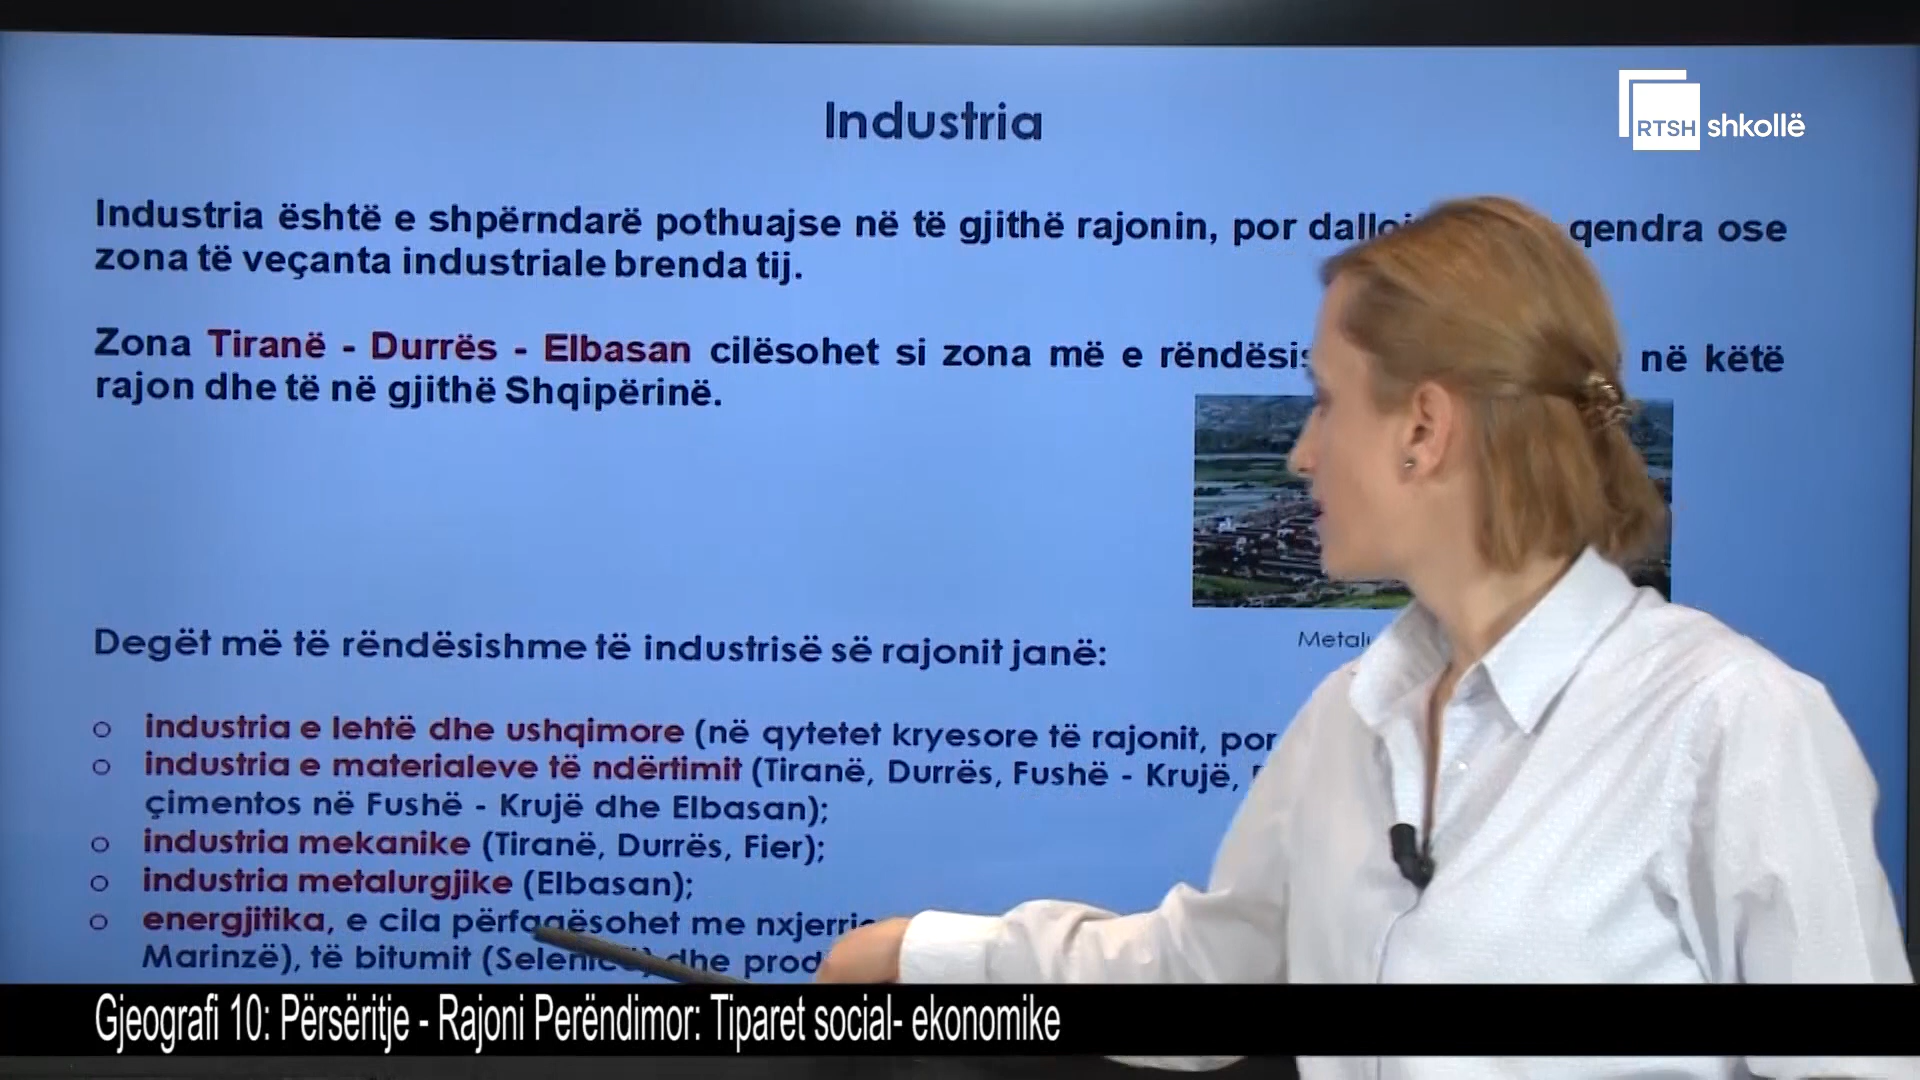 Industria
RTSH shkollë
Industria është e shpërndarë pothuajse në të gjithë rajonin, por qendra ose
zona të veçanta industriale brenda tij.
Zona Tiranë - Durrës - Elbasan cilësohet si zona më e në këtë
rajon dhe të në gjithë Shqipërinë.
Degët më të rëndësishme të industrisë së rajonit janë:
o industria e lehtë dhe ushqimore (në qytetet kryesore të rajonit, por
o industria e materialeve të ndërtimit (Tiranë, Durrës, Fushë - Krujë,
çimentos në Fushë - Krujë dhe Elbasan);
o industria mekanike (Tiranë, Durrës, Fier);
o industria metalurgjike (Elbasan);
o energjitika, e cila përfaqësohet me
Marinzë), të bitumit (Selenicë) dhe
Gjeografi 10: Përsëritje - Rajoni Perëndimor: Tiparet social- ekonomike